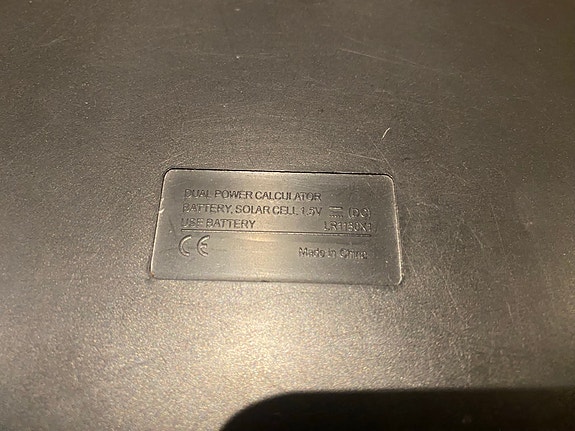 DUAL POWER CALCULATOR
BATTERY, SOLAR CELL 1.5V ⎓ (DC)
USE BATTERY LR1130X1
CE
Made in China